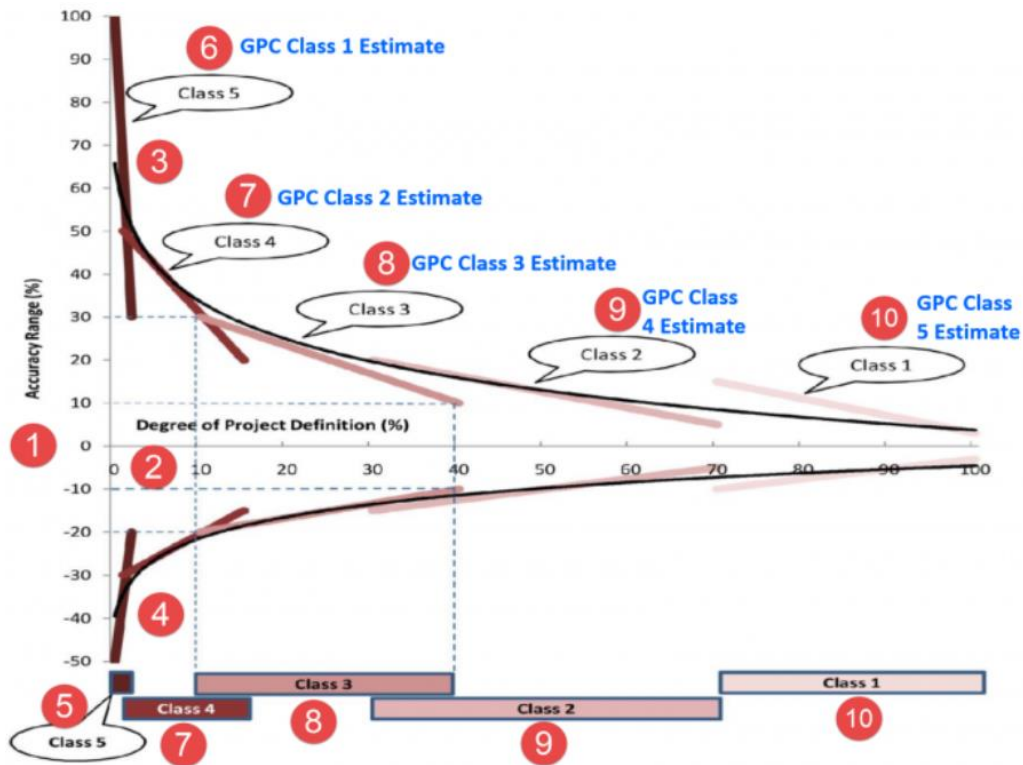 100
90
80
70
60
50
40
30
20
10
0
-10
-20
-30
-40
-50
Accuracy Range (%)
6 GPC Class 1 Estimate
Class 5
3
7 GPC Class 2 Estimate
Class 4
8 GPC Class 3 Estimate
Class 3
9 GPC Class
4 Estimate
Class 2
10 GPC Class
5 Estimate
Class 1
1
Degree of Project Definition (%)
2
0 10 20 30 40 50 60 70 80 90 100
4
Class 3
Class 1
5
Class 4
Class 2
Class 5
7
8
9
10